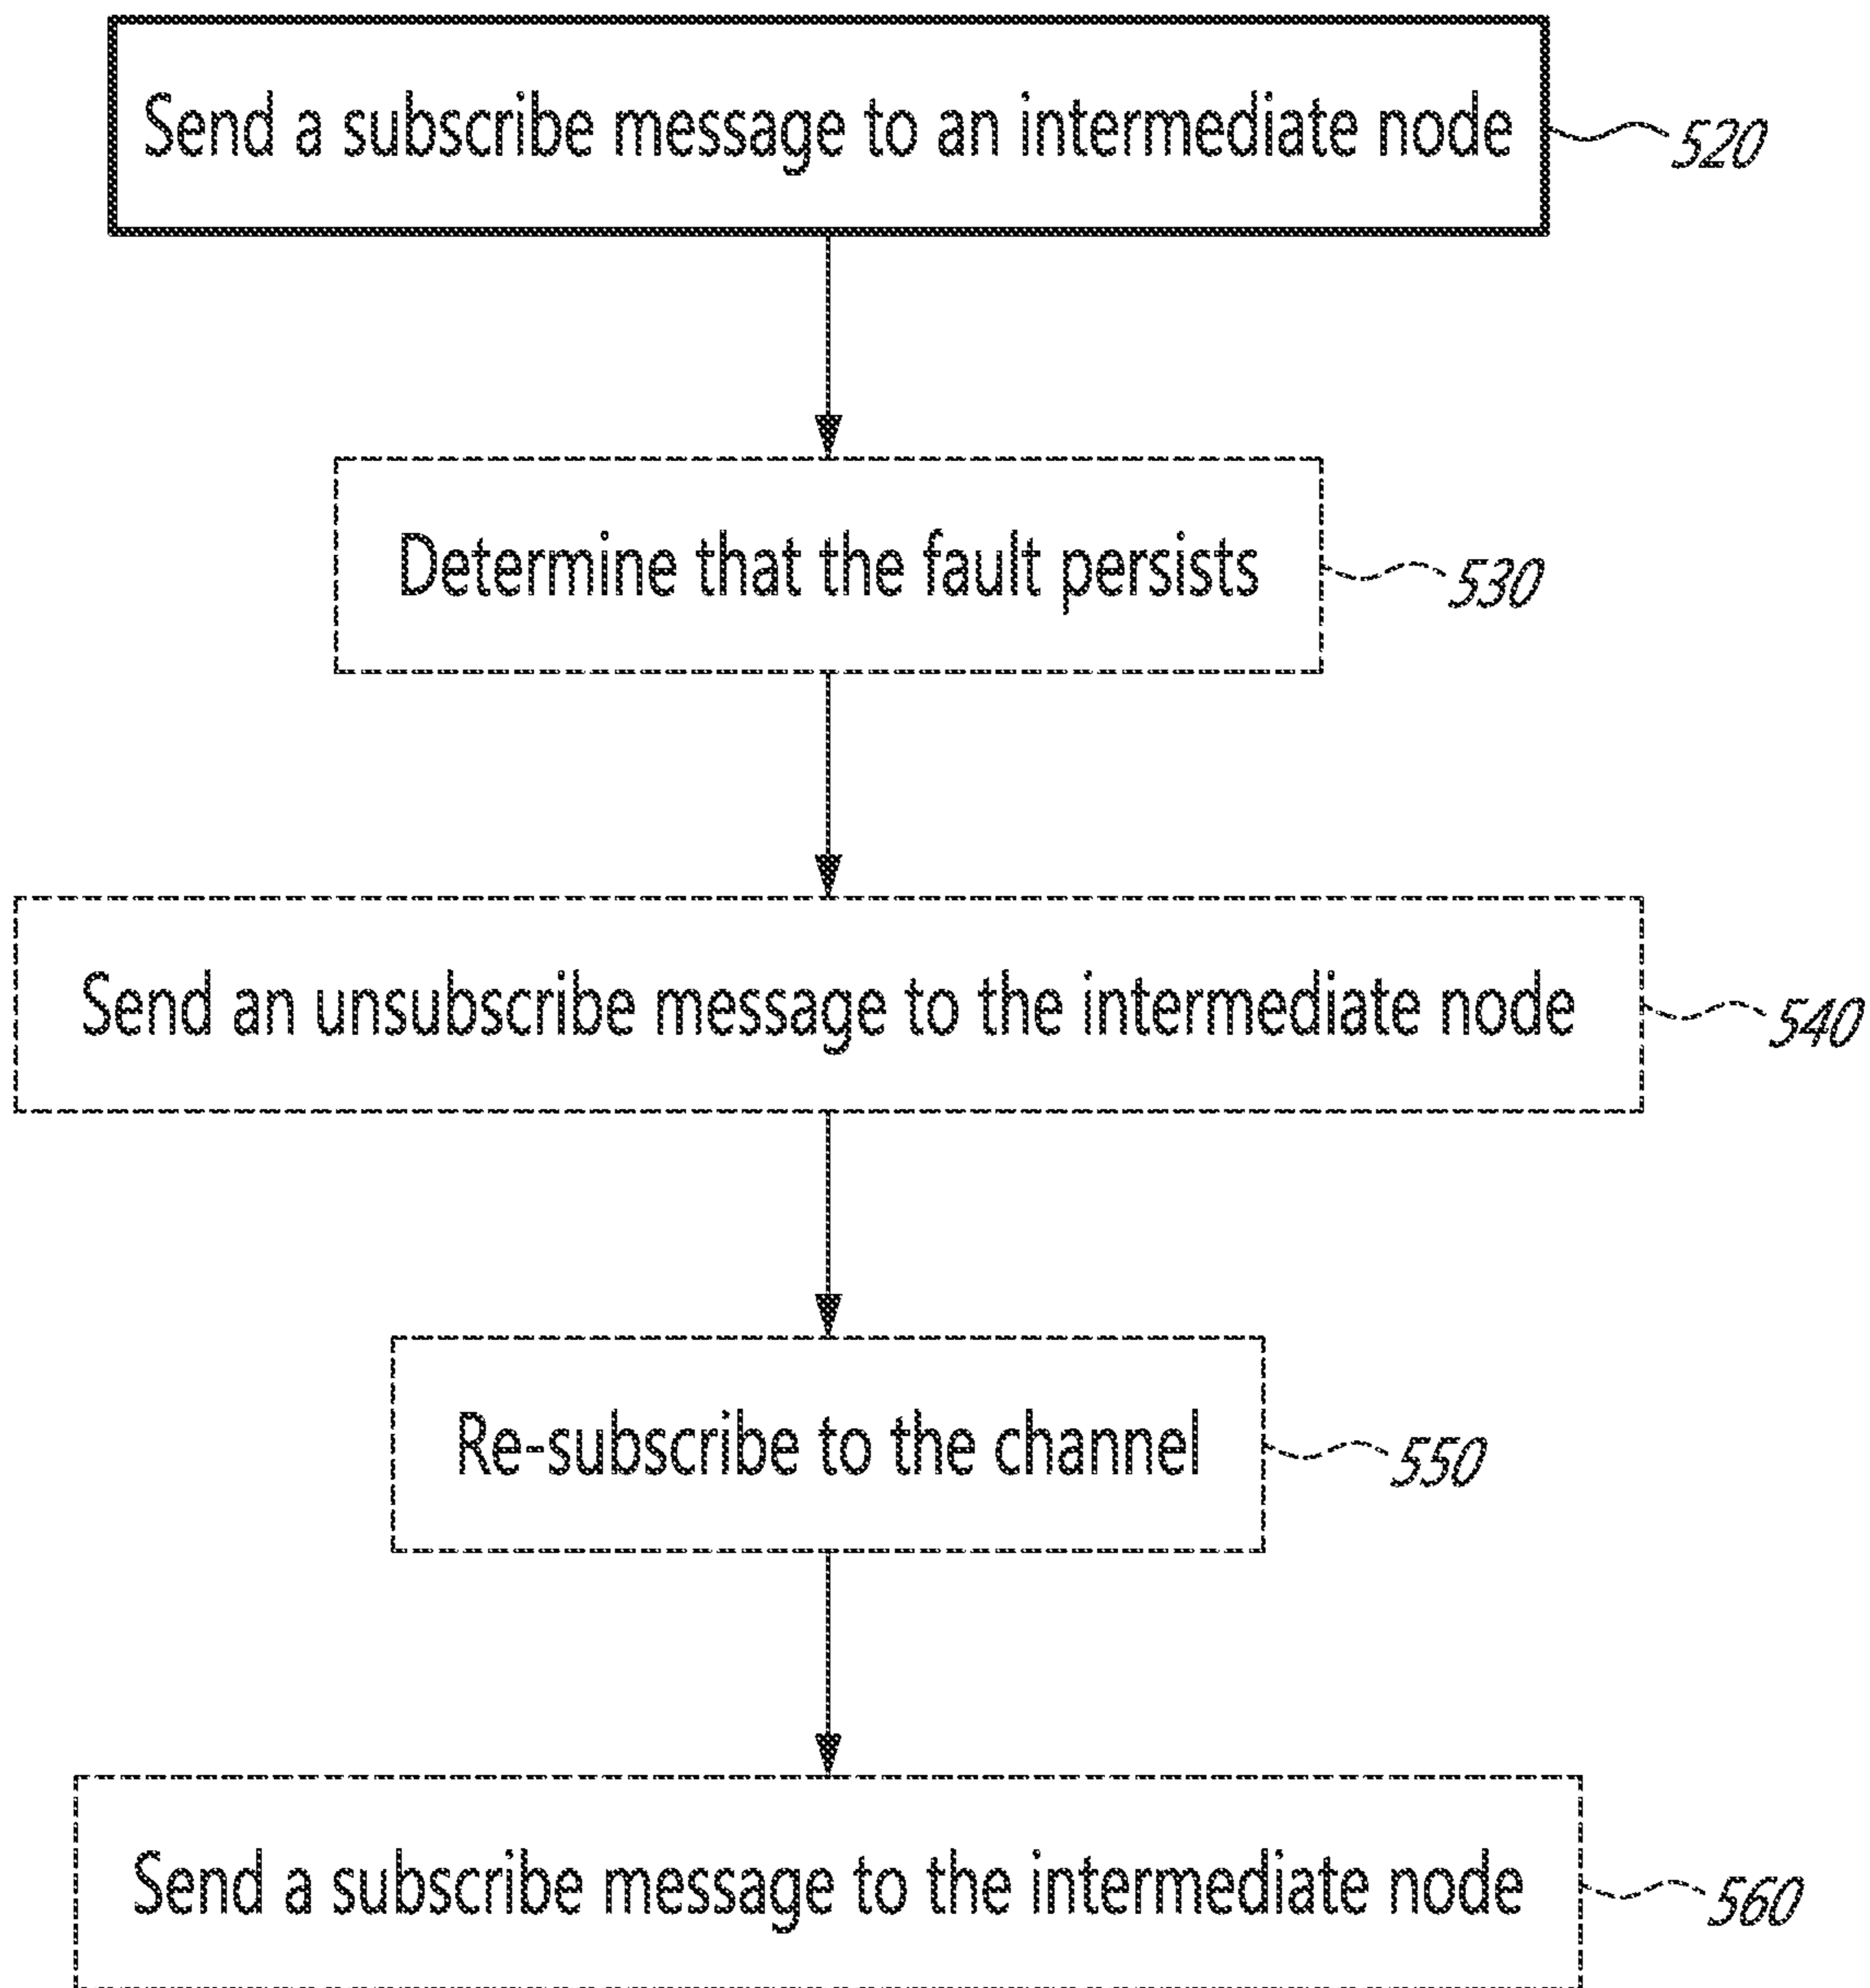 Send a subscribe message to an intermediate node
520
Determine that the fault persists
530
Send an unsubscribe message to the intermediate node
540
Re-subscribe to the channel
550
Send a subscribe message to the intermediate node
560